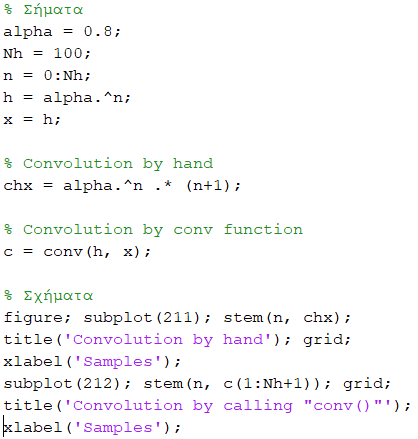 % Σήματα
alpha = 0.8;
Nh = 100;
n = 0:Nh;
h = alpha.^n;
x = h;
% Convolution by hand
chx = alpha.^n .* (n+1);
% Convolution by conv function
c = conv(h, x);
% Σχήματα
figure; subplot(211); stem(n, chx);
title('Convolution by hand'); grid;
xlabel('Samples');
subplot(212); stem(n, c(1:Nh+1)); grid;
title('Convolution by calling "conv()"');
xlabel('Samples');